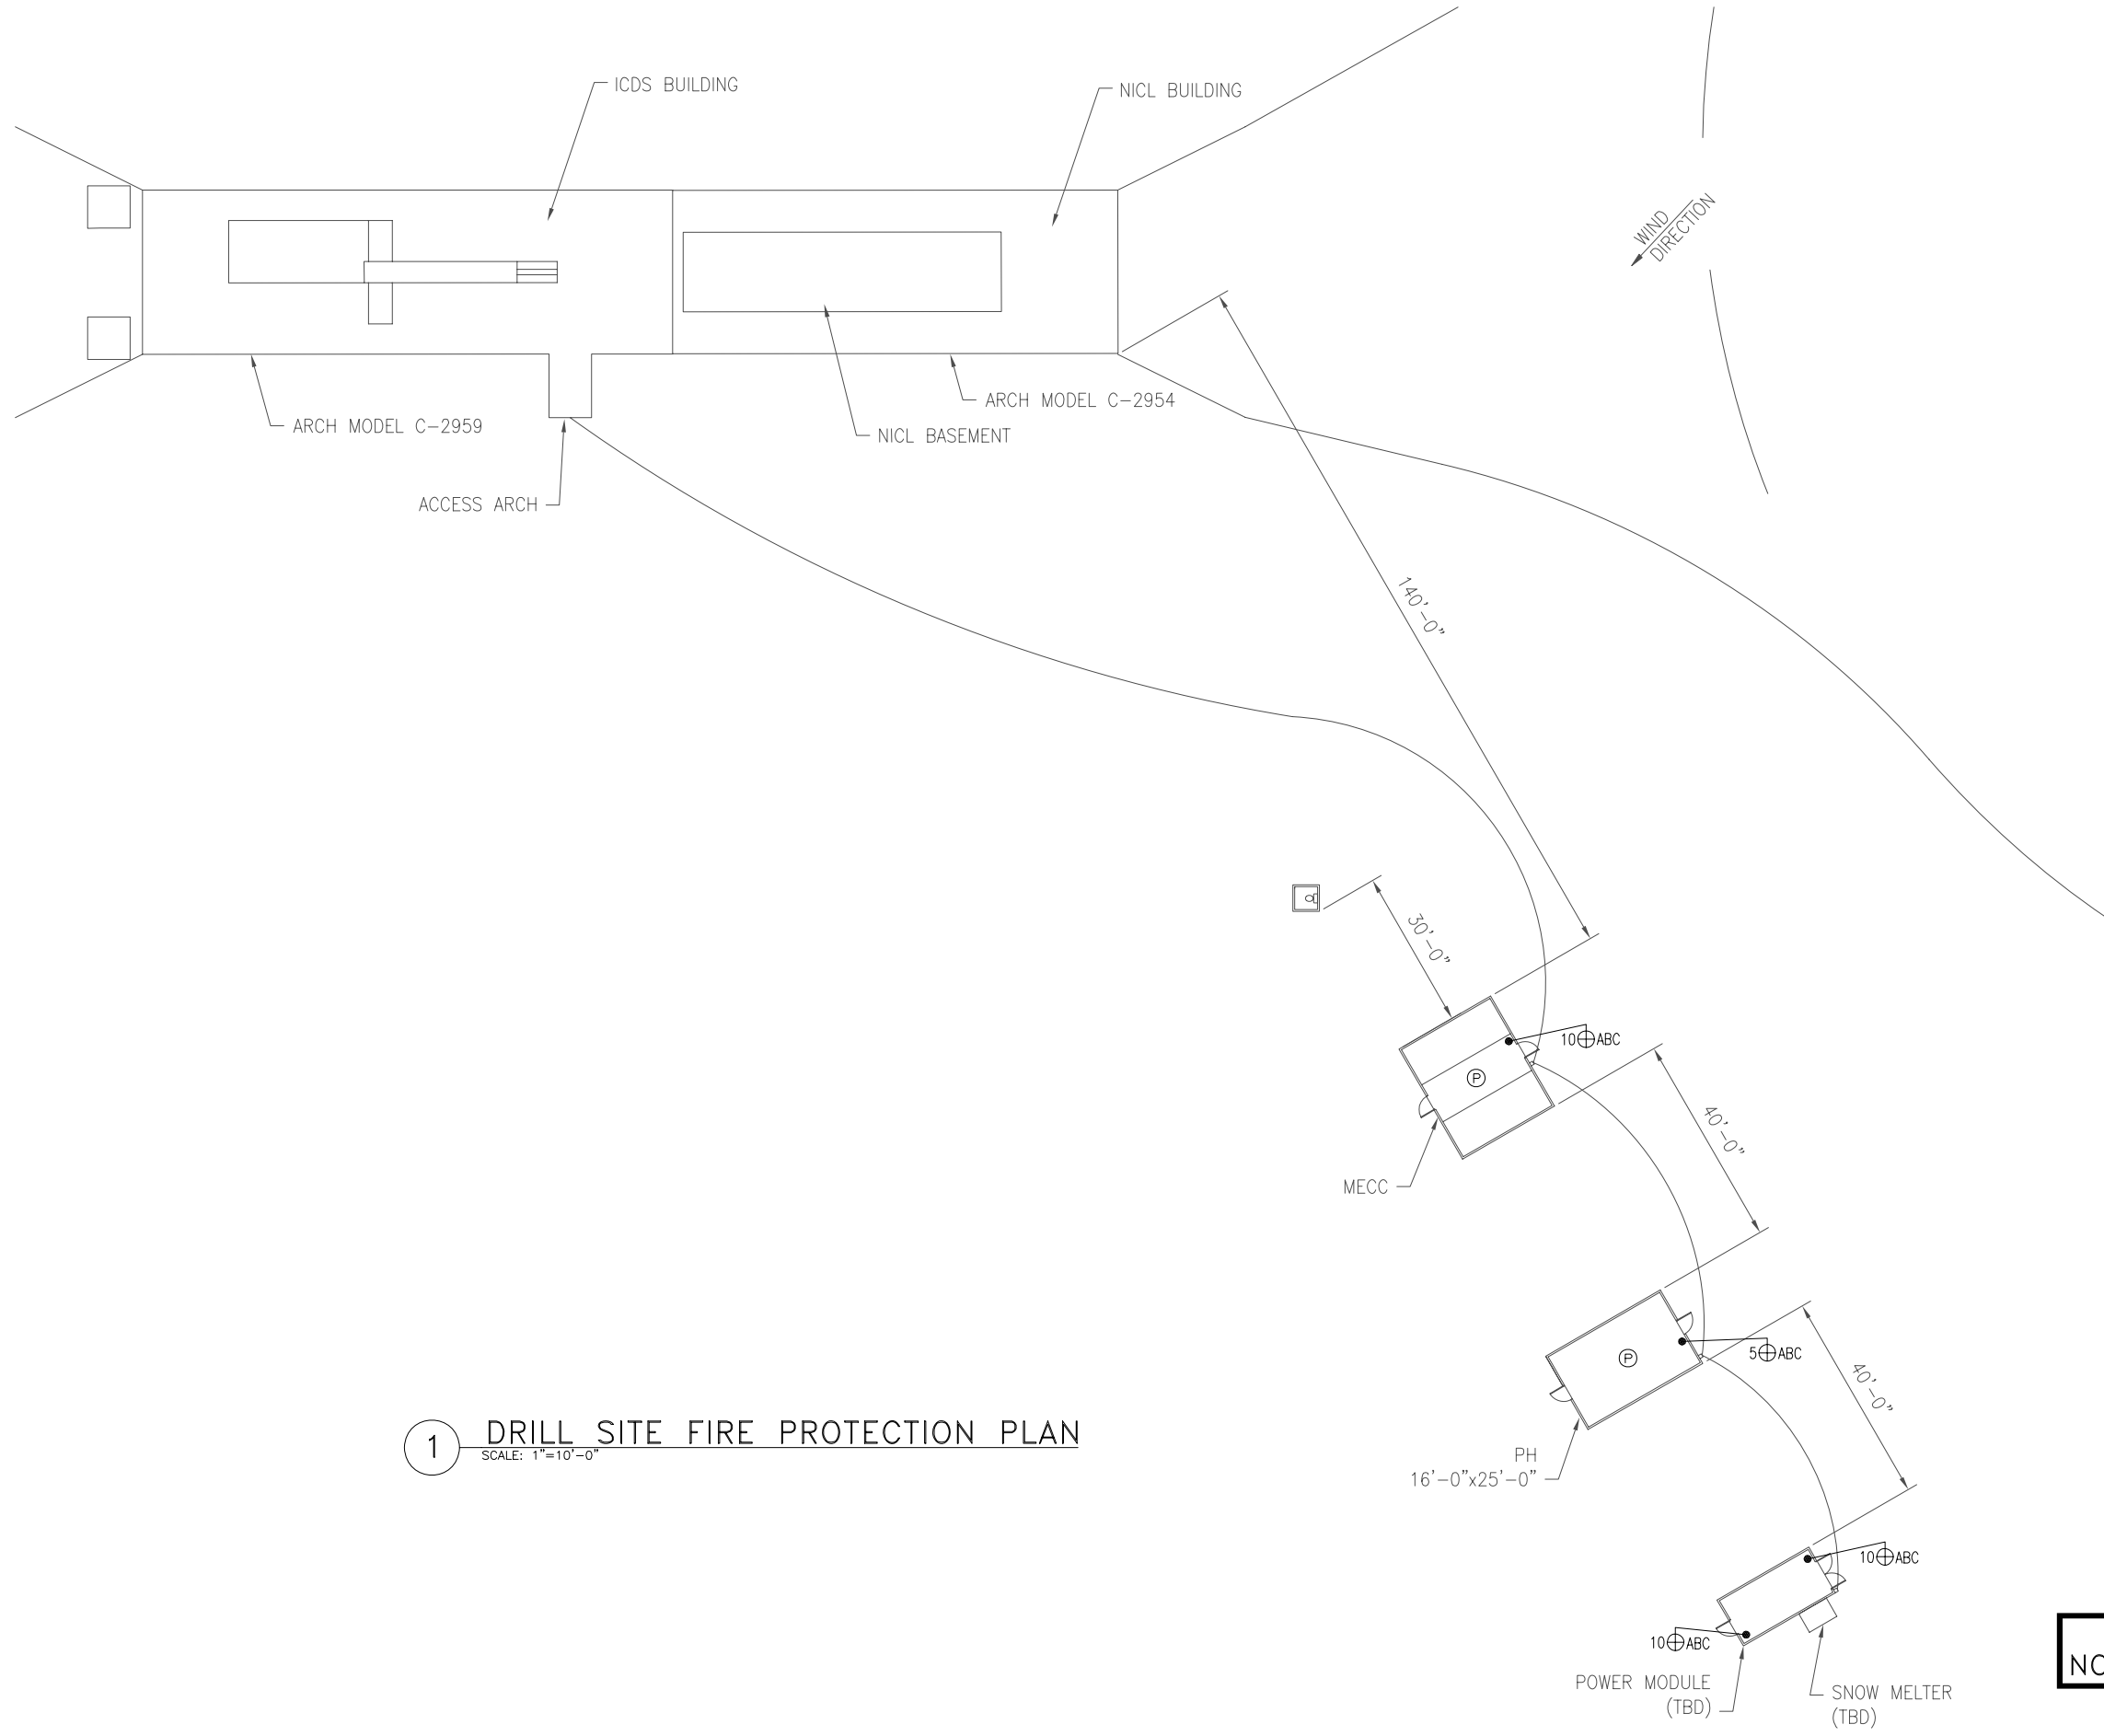 ICDS BUILDING
NICL BUILDING
WIND
DIRECTION
ARCH MODEL C-2959
ARCH MODEL C-2954
NICL BASEMENT
ACCESS ARCH
140'-0"
30'-0"
10 ABC
P
40'-0"
MECC
P
5 ABC
40'-0"
1
DRILL SITE FIRE PROTECTION PLAN
SCALE: 1"=10'-0"
PH
16'-0"x25'-0"
10 ABC
10 ABC
POWER MODULE
(TBD)
SNOW MELTER
(TBD)